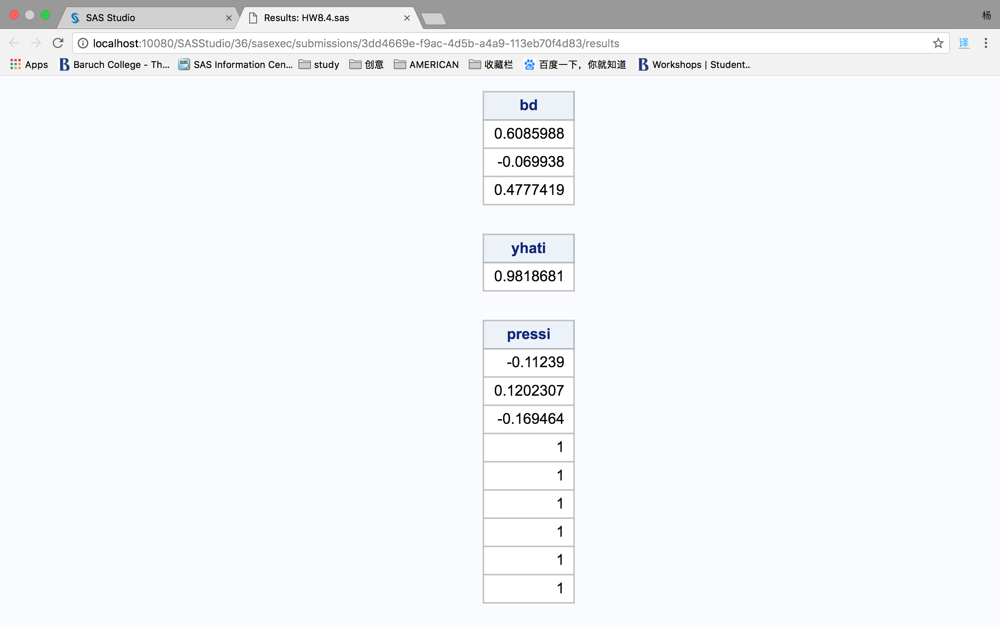 SAS Studio
Results: HW8.4.sas
杨
localhost:10080/SASStudio/36/sasexec/submissions/3dd4669e-f9ac-4d5b-a4a9-113eb70f4d83/results
译
Apps
B Baruch College - Th...
sas SAS Information Cen...
study
创意
AMERICAN
收藏栏
du 百度一下，你就知道
B Workshops | Student...
bd
0.6085988
-0.069938
0.4777419
yhati
0.9818681
pressi
-0.11239
0.1202307
-0.169464
1
1
1
1
1
1